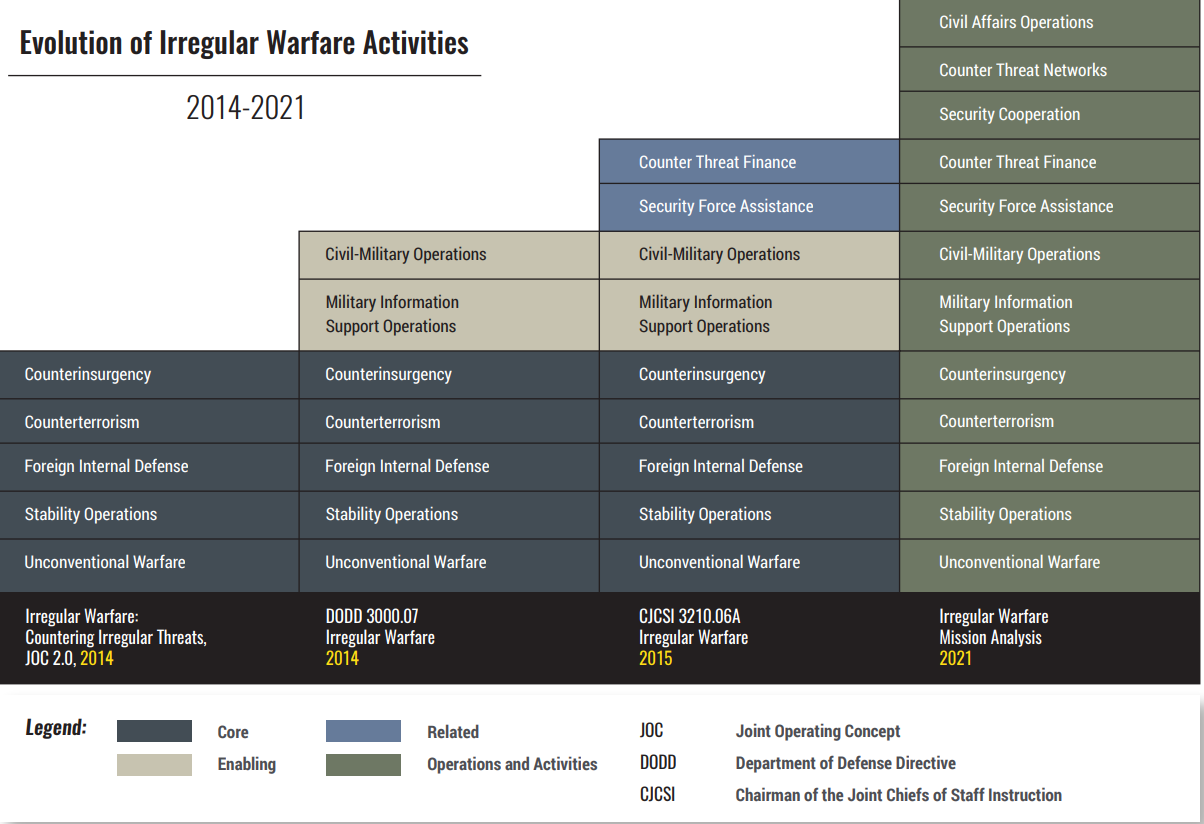 Evolution of Irregular Warfare Activities
2014-2021
Civil Affairs Operations
Counter Threat Networks
Security Cooperation
Counter Threat Finance
Counter Threat Finance
Security Force Assistance
Security Force Assistance
Civil-Military Operations
Civil-Military Operations
Civil-Military Operations
Military Information
Support Operations
Military Information
Support Operations
Military Information
Support Operations
Counterinsurgency
Counterinsurgency
Counterinsurgency
Counterinsurgency
Counterterrorism
Counterterrorism
Counterterrorism
Counterterrorism
Foreign Internal Defense
Foreign Internal Defense
Foreign Internal Defense
Foreign Internal Defense
Stability Operations
Stability Operations
Stability Operations
Stability Operations
Unconventional Warfare
Unconventional Warfare
Unconventional Warfare
Unconventional Warfare
Irregular Warfare:
Countering Irregular Threats,
JOC 2.0, 2014
DODD 3000.07
Irregular Warfare
2014
CJCSI 3210.06A
Irregular Warfare
2015
Irregular Warfare
Mission Analysis
2021
Legend:
Core
Enabling
Related
Operations and Activities
JOC Joint Operating Concept
DODD Department of Defense Directive
CJCSI Chairman of the Joint Chiefs of Staff Instruction